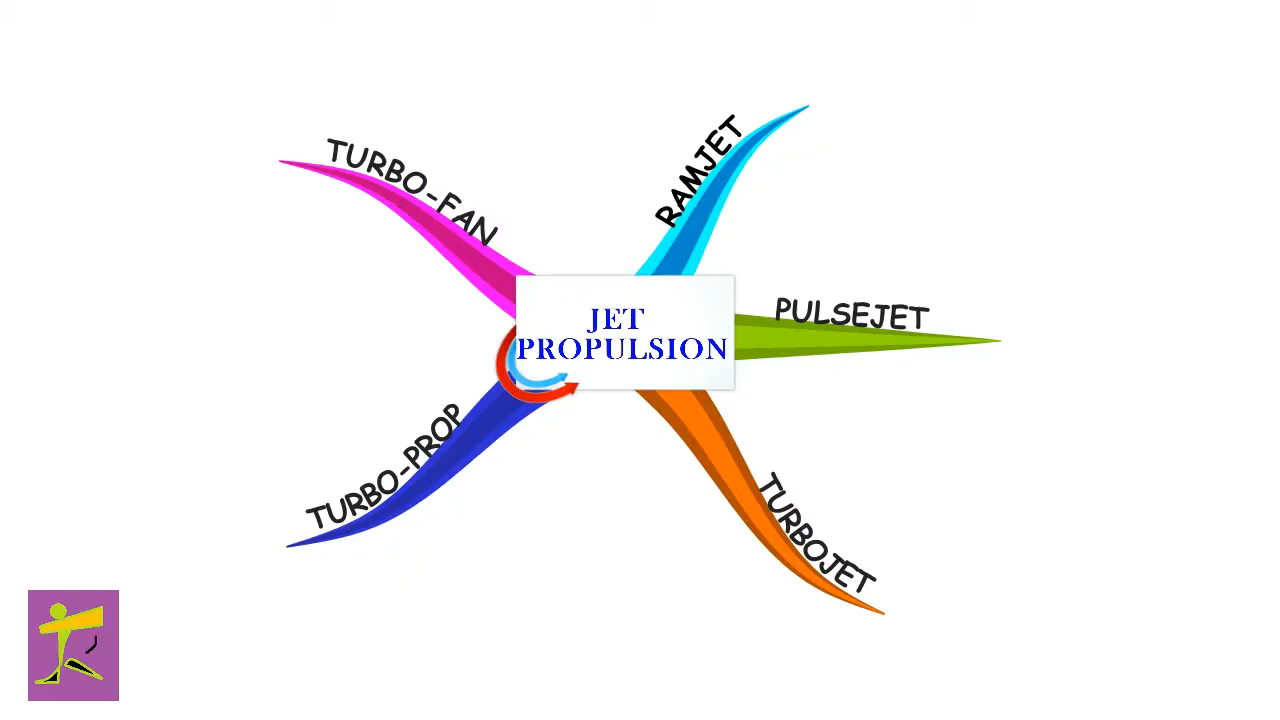 RAMJET
TURBO-FAN
PULSEJET
JET
PROPULSION
TURBO-PROP
TURBOJET